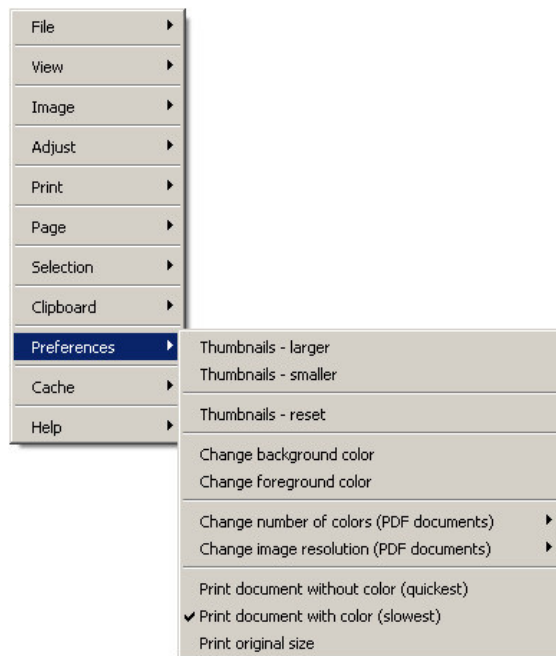 File
View
Image
Adjust
Print
Page
Selection
Clipboard
Preferences
Cache
Help
Thumbnails - larger
Thumbnails - smaller
Thumbnails - reset
Change background color
Change foreground color
Change number of colors (PDF documents)
Change image resolution (PDF documents)
Print document without color (quickest)
Print document with color (slowest)
Print original size